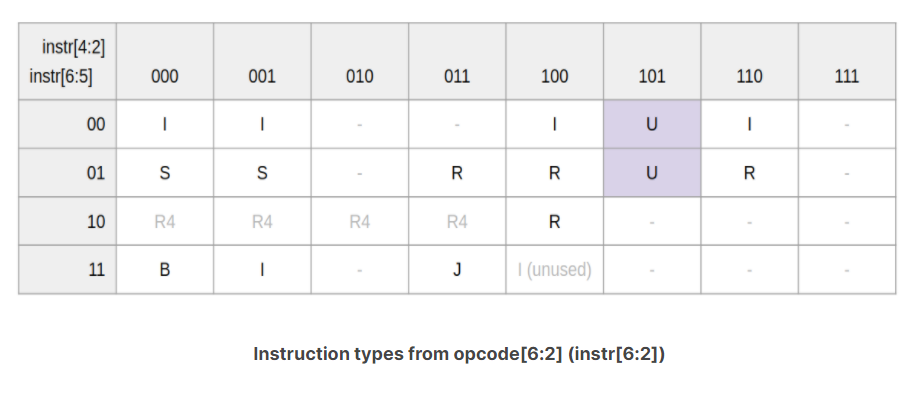 instr[4:2]
instr[6:5] 000 001 010 011 100 101 110 111
00 I I - - I U I -
01 S S - R R U R -
10 R4 R4 R4 R4 R - - -
11 B I - J I (unused) - - -
Instruction types from opcode[6:2] (instr[6:2])